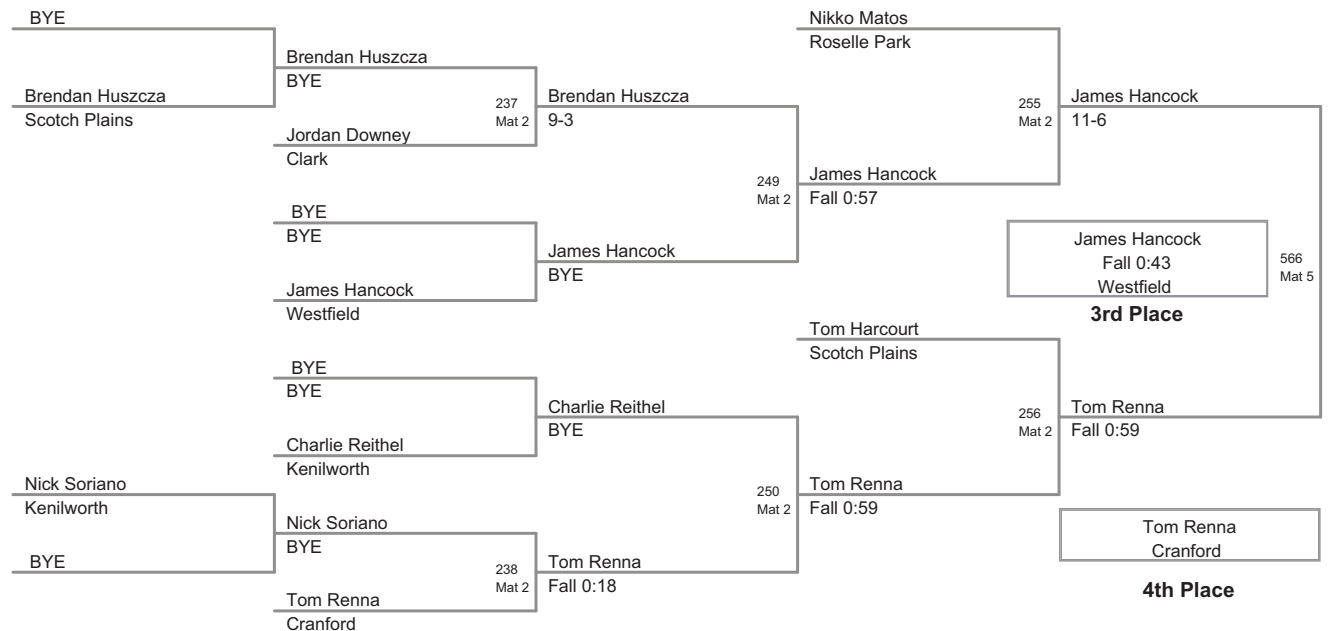 BYE
Brendan Huszcza
Scotch Plains
Brendan Huszcza
BYE
Jordan Downey
Clark
237
Mat 2
Brendan Huszcza
9-3
BYE
BYE
James Hancock
Westfield
James Hancock
BYE
249
Mat 2
James Hancock
Fall 0:57
Nikko Matos
Roselle Park
255
Mat 2
James Hancock
11-6
James Hancock
Fall 0:43
Westfield
3rd Place
566
Mat 5
BYE
BYE
Charlie Reithel
Kenilworth
Charlie Reithel
BYE
Nick Soriano
Kenilworth
BYE
Nick Soriano
BYE
Tom Renna
Cranford
238
Mat 2
Tom Renna
Fall 0:18
250
Mat 2
Tom Renna
Fall 0:59
Tom Harcourt
Scotch Plains
256
Mat 2
Tom Renna
Fall 0:59
Tom Renna
Cranford
4th Place